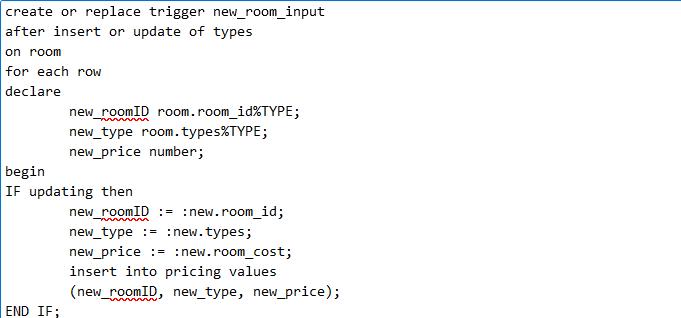 create or replace trigger new_room_input
after insert or update of types
on room
for each row
declare
new_roomID room.room_id%TYPE;
new_type room.types%TYPE;
new_price number;
begin
IF updating then
new_roomID := :new.room_id;
new_type := :new.types;
new_price := :new.room_cost;
insert into pricing values
(new_roomID, new_type, new_price);
END IF;